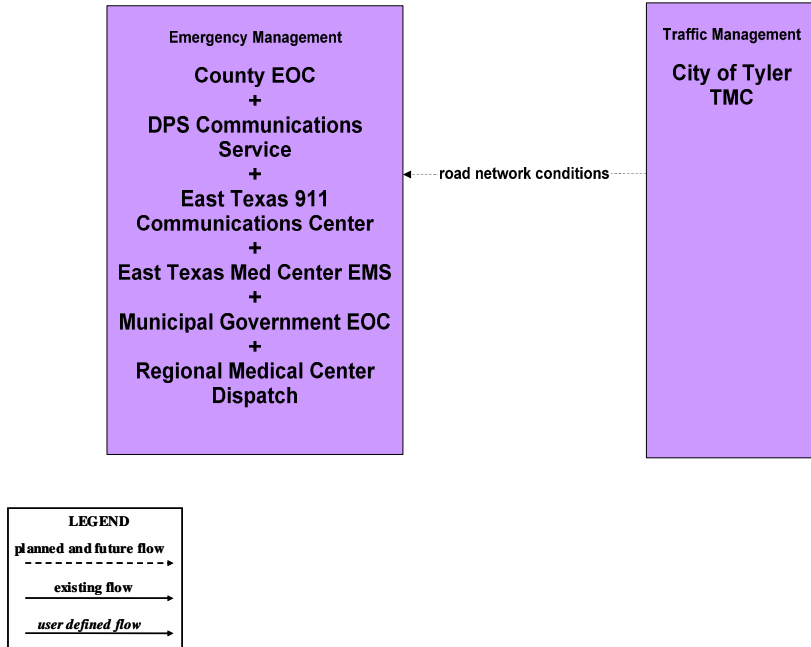 Emergency Management
County EOC
+
DPS Communications
Service
+
East Texas 911
Communications Center
+
East Texas Med Center EMS
+
Municipal Government EOC
+
Regional Medical Center
Dispatch
road network conditions
Traffic Management
City of Tyler
TMC
LEGEND
planned and future flow
existing flow
user defined flow